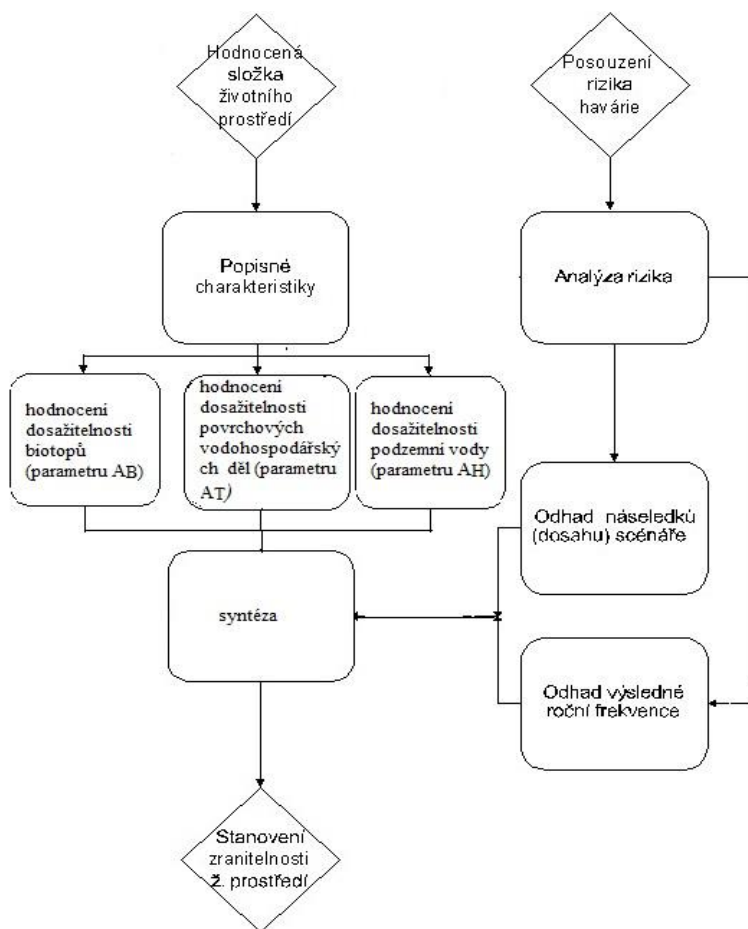 Hodnocená
složka
životního
prostředí
Posouzení
rizika
havárie
Popisné
charakteristiky
Analýza rizika
hodnocení
dosažitelnosti
biotopů
(parametru AB)
hodnocení
dosažitelnosti
povrchových
vodohospodářský
ch děl (parametru
AT)
hodnocení
dosažitelnosti
podzemní vody
(parametru AH)
Odhad náseledků
(dosahu) scénáře
syntéza
Odhad výsledné
roční frekvence
Stanovení
zranitelnosti
ž. prostředí